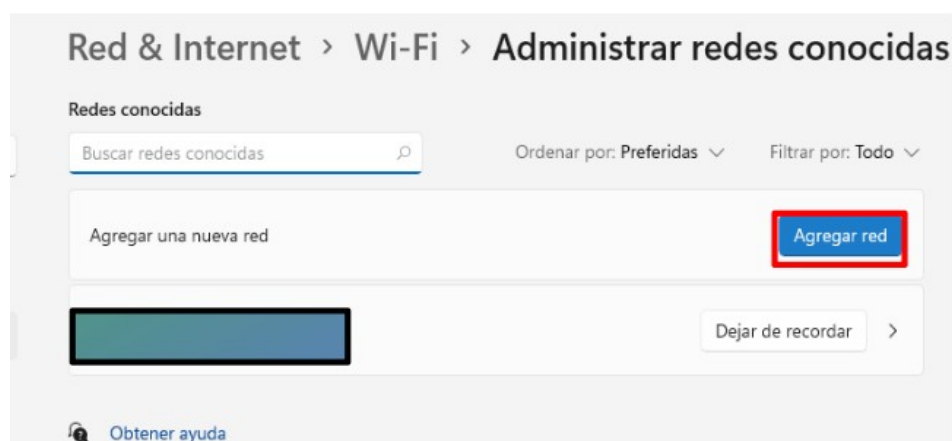 Red & Internet > Wi-Fi > Administrar redes conocidas
Redes conocidas
Buscar redes conocidas
Ordenar por: Preferidas
Filtrar por: Todo
Agregar una nueva red
Agregar red
Dejar de recordar
Obtener ayuda